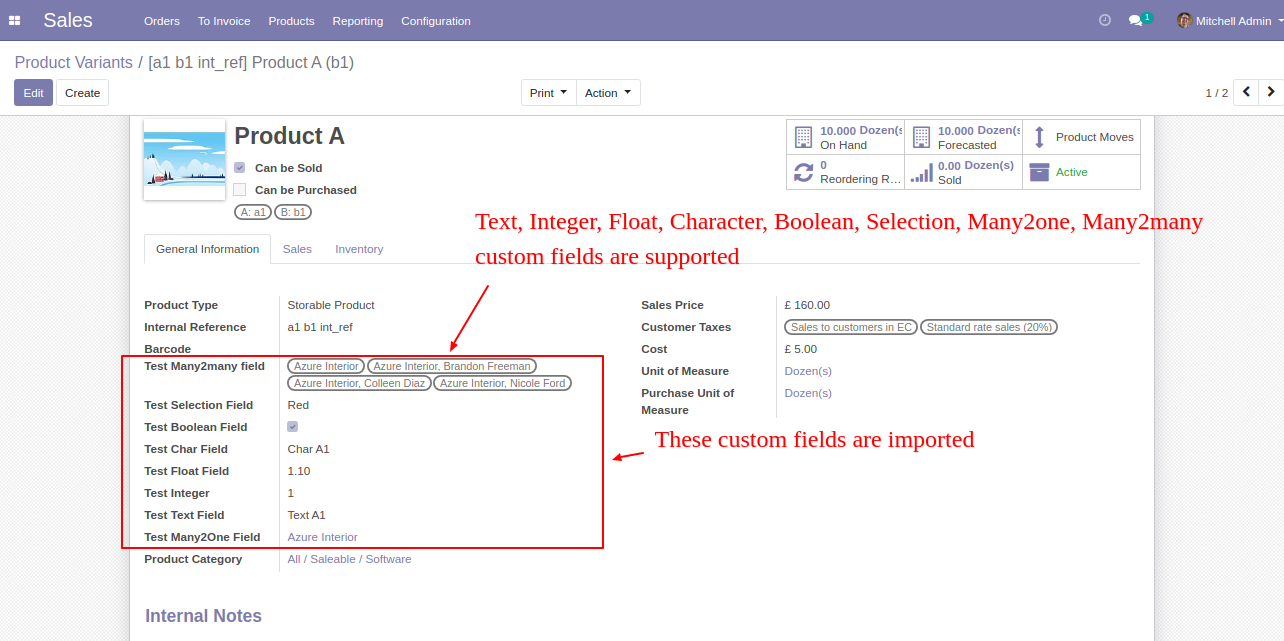 Sales Orders To Invoice Products Reporting Configuration 1 Mitchell Admin
Product Variants / [a1 b1 int_ref] Product A (b1)
Edit Create Print Action 1 / 2
Product A
Can be Sold
Can be Purchased
A: a1 B: b1
10.000 Dozen(s
On Hand
10.000 Dozen(s
Forecasted
Product Moves
0
Reordering R...
0.00 Dozen(s)
Sold
Active
Text, Integer, Float, Character, Boolean, Selection, Many2one, Many2many
custom fields are supported
General Information Sales Inventory
Product Type Storable Product
Internal Reference a1 b1 int_ref
Barcode
Test Many2many field Azure Interior Azure Interior, Brandon Freeman
Azure Interior, Colleen Diaz Azure Interior, Nicole Ford
Test Selection Field Red
Test Boolean Field
Test Char Field Char A1
Test Float Field 1.10
Test Integer 1
Test Text Field Text A1
Test Many2One Field Azure Interior
Product Category All / Saleable / Software
Sales Price £ 160.00
Customer Taxes Sales to customers in EC Standard rate sales (20%)
Cost £ 5.00
Unit of Measure Dozen(s)
Purchase Unit of Dozen(s)
Measure
These custom fields are imported
Internal Notes